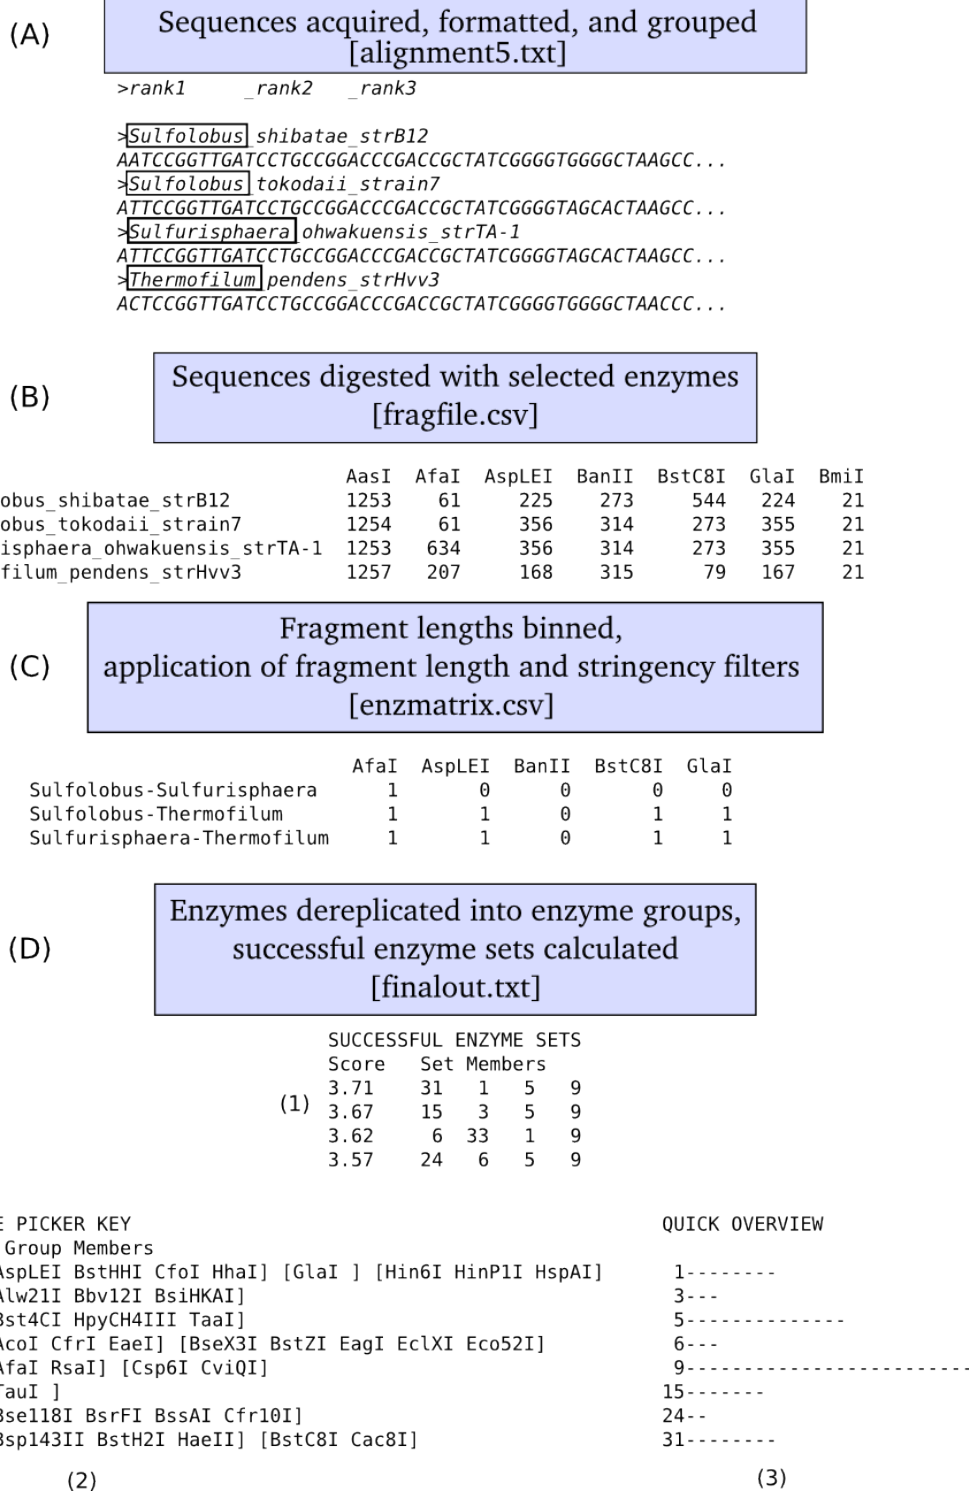 (A)
Sequences acquired, formatted, and grouped
[alignment5.txt]
>rank1 _rank2 _rank3
>Sulfolobus_shibatae_strB12
AATCCGGTTGATCCTGCCGGACCCGACCGCTATCGGGGTGGGGCTAAGCC...
>Sulfolobus_tokodaii_strain7
ATTCCGGTTGATCCTGCCGGACCCGACCGCTATCGGGGTAGCACTAAGCC...
>Sulfurisphaera_ohwakuensis_strTA-1
ATTCCGGTTGATCCTGCCGGACCCGACCGCTATCGGGGTAGCACTAAGCC...
>Thermofilum_pendens_strHvv3
ACTCCGGTTGATCCTGCCGGACCCGACCGCTATCGGGGTGGGGCTAACCC...
(B)
Sequences digested with selected enzymes
[fragfile.csv]
AasI AfaI AspLEI BanII BstC8I GlaI BmiI
obus_shibatae_strB12 1253 61 225 273 544 224 21
obus_tokodaii_strain7 1254 61 356 314 273 355 21
isphaera_ohwakuensis_strTA-1 1253 634 356 314 273 355 21
filum_pendens_strHvv3 1257 207 168 315 79 167 21
(C)
Fragment lengths binned,
application of fragment length and stringency filters
[enzmatrix.csv]
AfaI AspLEI BanII BstC8I GlaI
Sulfolobus-Sulfurisphaera 1 0 0 0 0
Sulfolobus-Thermofilum 1 1 0 1 1
Sulfurisphaera-Thermofilum 1 1 0 1 1
(D)
Enzymes dereplicated into enzyme groups,
successful enzyme sets calculated
[finalout.txt]
SUCCESSFUL ENZYME SETS
Score Set Members
3.71 31 1 5 9
(1)
3.67 15 3 5 9
3.62 6 33 1 9
3.57 24 6 5 9
E PICKER KEY QUICK OVERVIEW
Group Members
AspLEI BstHHI CfoI HhaI] [GlaI ] [Hin6I HinP1I HspAI] 1--------
Alw21I Bbv12I BsiHKAI] 3---
Bst4CI HpyCH4III TaaI] 5--------------
AcoI CfrI EaeI] [BseX3I BstZI EagI EclXI Eco52I] 6---
AfaI RsaI] [Csp6I CviQI] 9-------------------------
TauI ] 15-------
Bse118I BsrFI BssAI Cfr10I] 24--
Bsp143II BstH2I HaeII] [BstC8I Cac8I] 31--------
(2) (3)